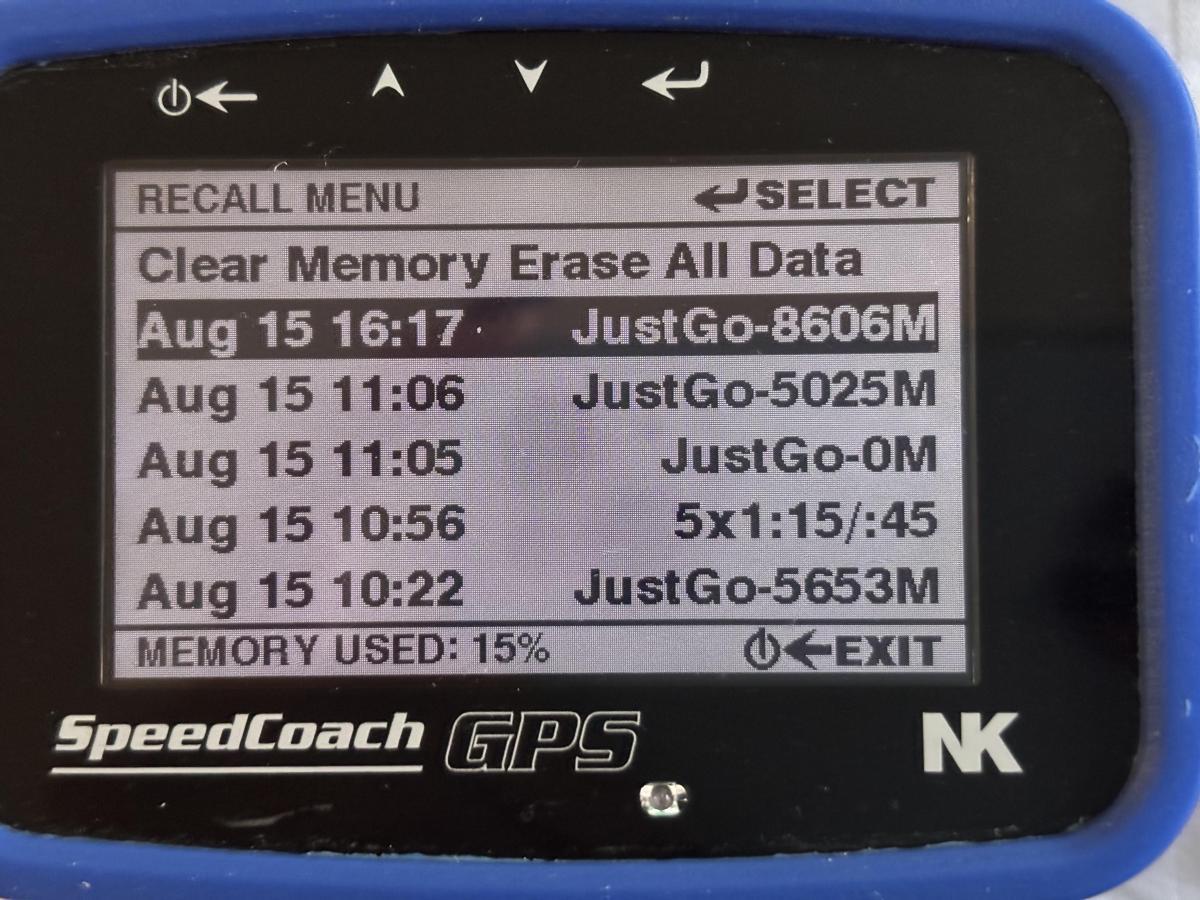 RECALL MENU SELECT
Clear Memory Erase All Data
Aug 15 16:17 JustGo-8606M
Aug 15 11:06 JustGo-5025M
Aug 15 11:05 JustGo-0M
Aug 15 10:56 5x1:15/:45
Aug 15 10:22 JustGo-5653M
MEMORY USED: 15% EXIT
SpeedCoach GPS NK